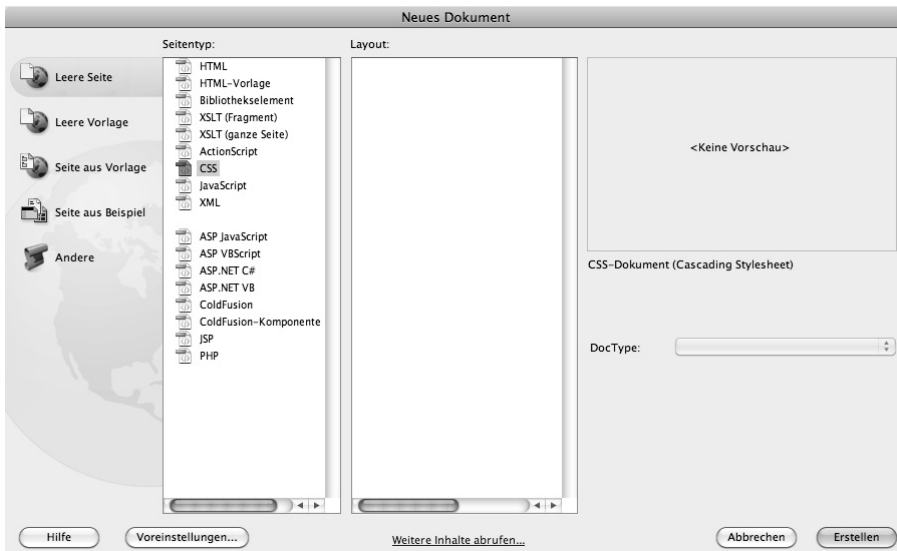 Neues Dokument
Seitentyp:
Layout:
Leere Seite
Leere Vorlage
Seite aus Vorlage
Seite aus Beispiel
Andere
HTML
HTML-Vorlage
Bibliothekselement
XSLT (Fragment)
XSLT (ganze Seite)
ActionScript
CSS
JavaScript
XML
ASP JavaScript
ASP VBScript
ASP.NET C#
ASP.NET VB
ColdFusion
ColdFusion-Komponente
JSP
PHP
<Keine Vorschau>
CSS-Dokument (Cascading Stylesheet)
DocType:
Hilfe
Voreinstellungen...
Weitere Inhalte abrufen...
Abbrechen
Erstellen